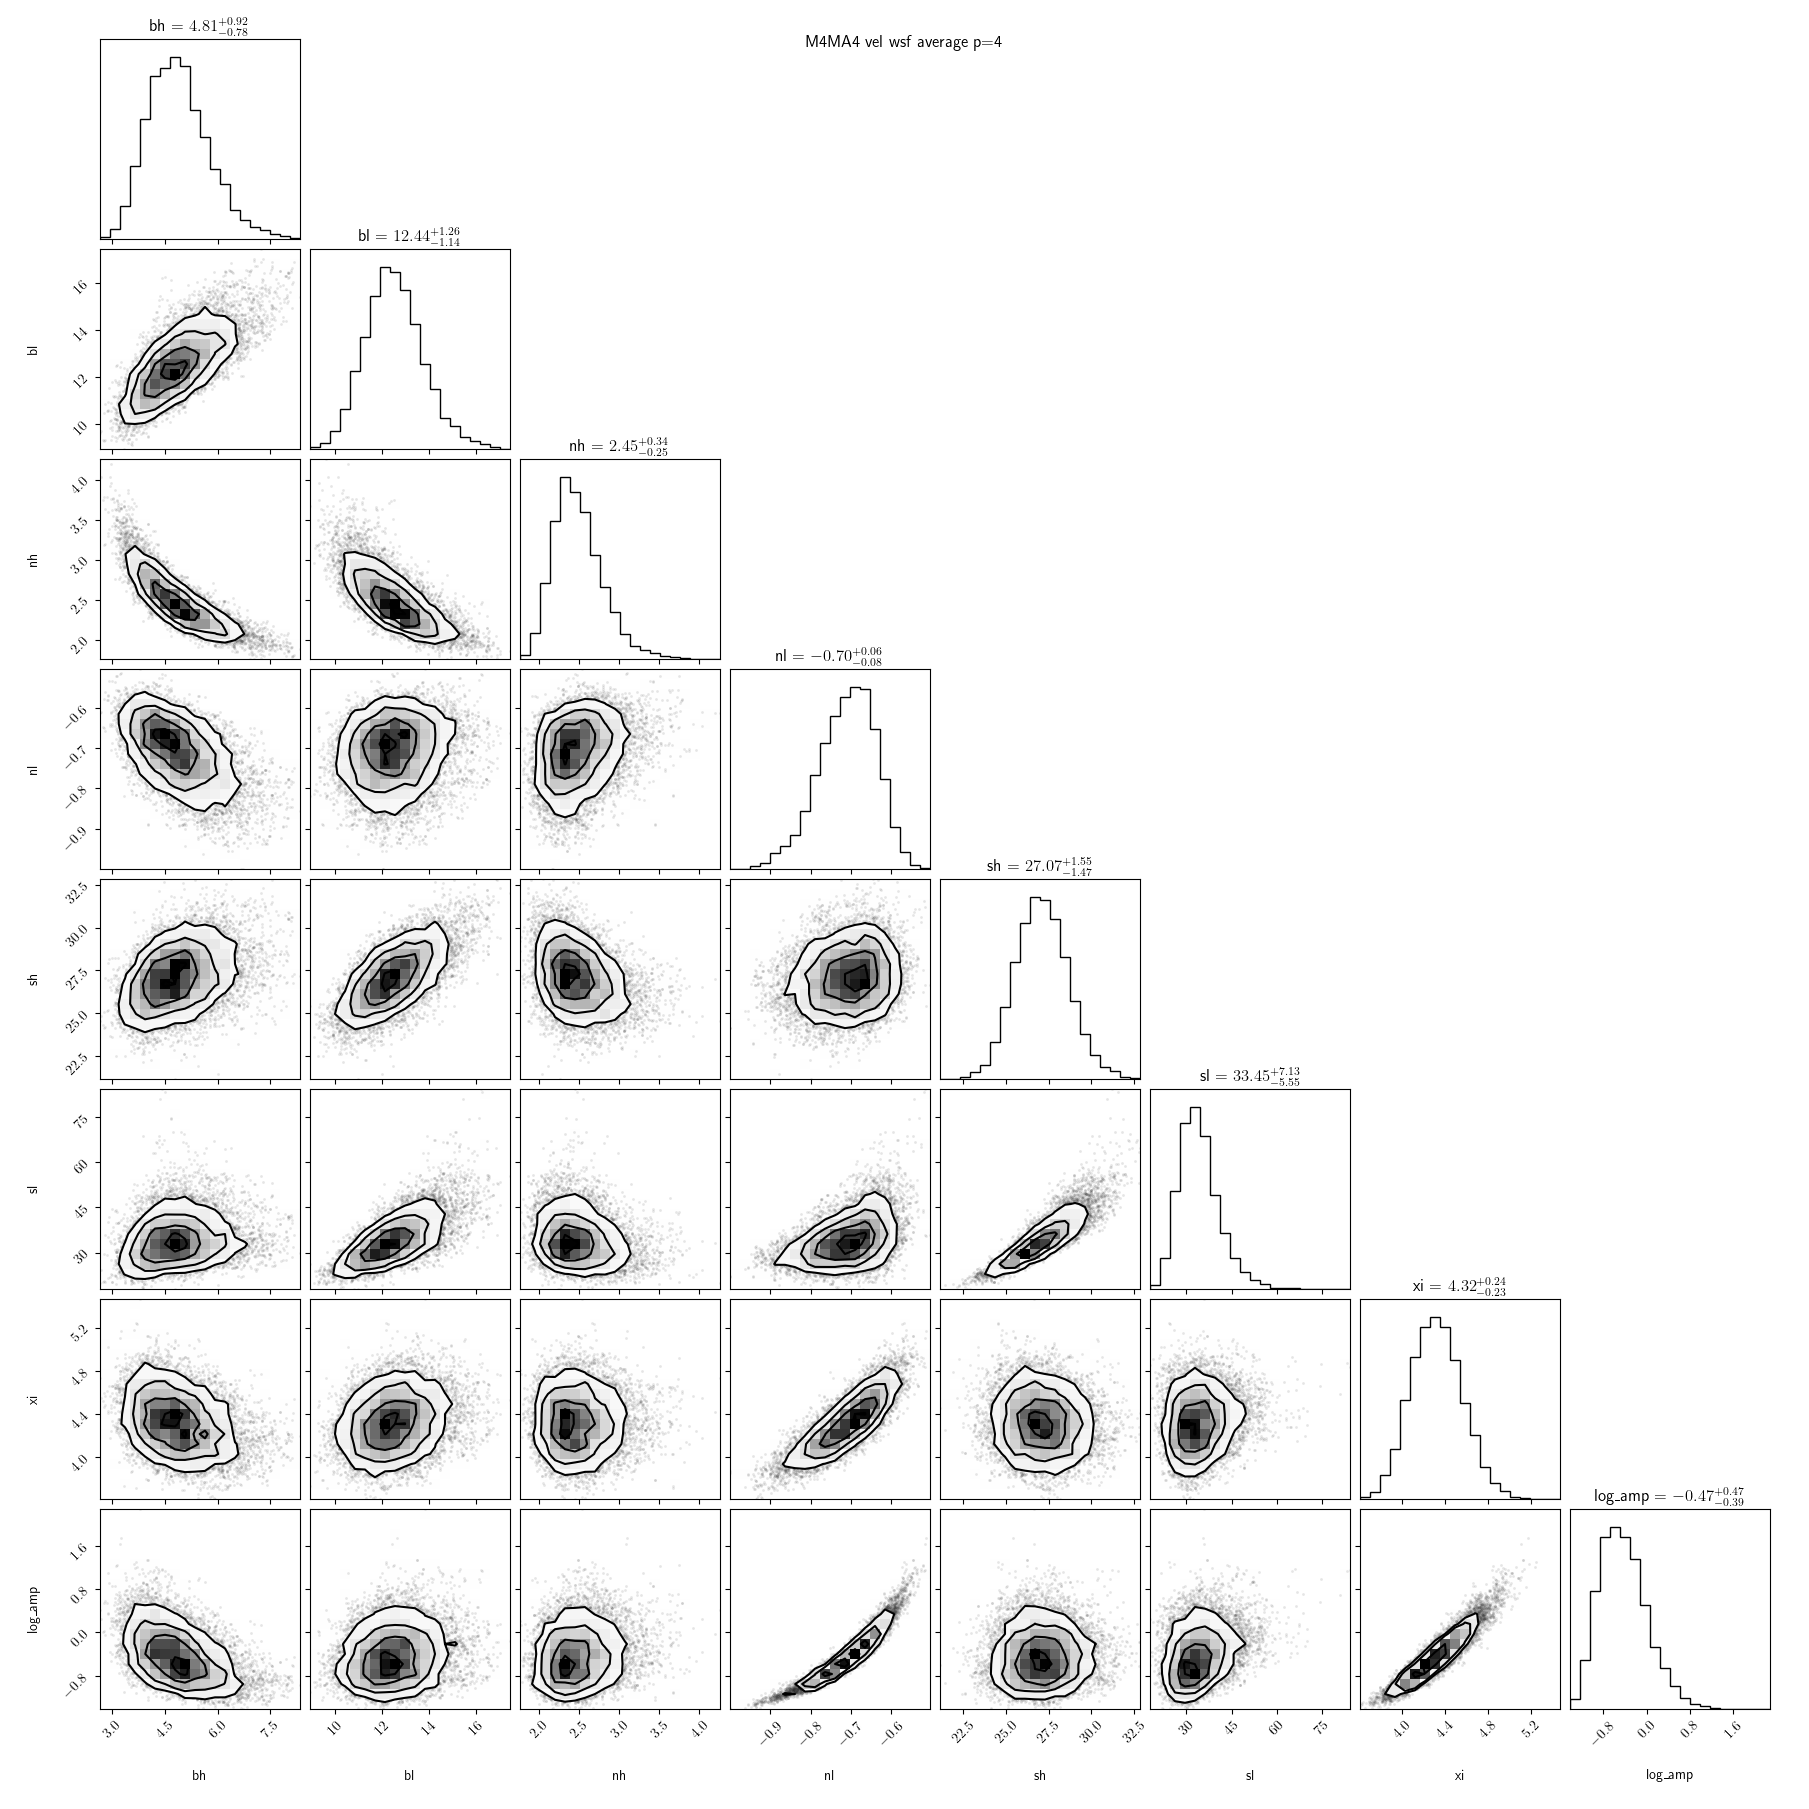 M4MA4 vel wsf average p=4
bh = 4.81+0.92−0.78
bl = 12.44+1.26−1.14
bl
16
14
12
10
nh = 2.45+0.34−0.25
nh
4.0
3.5
3.0
2.5
2.0
nl = −0.70+0.06−0.08
nl
−0.6
−0.7
−0.8
−0.9
sh = 27.07+1.55−1.47
sh
32.5
30.0
27.5
25.0
22.5
sl = 33.45+7.13−5.55
sl
75
60
45
30
xi = 4.32+0.24−0.23
xi
5.2
4.8
4.4
4.0
log_amp = −0.47+0.47−0.39
log_amp
1.6
0.8
0.0
−0.8
3.0 4.5 6.0 7.5 10 12 14 16 2.0 2.5 3.0 3.5 4.0 −0.9 −0.8 −0.7 −0.6 22.5 25.0 27.5 30.0 32.5 30 45 60 75 4.0 4.4 4.8 5.2 −0.8 0.0 0.8 1.6
bh bl nh nl sh sl xi log_amp